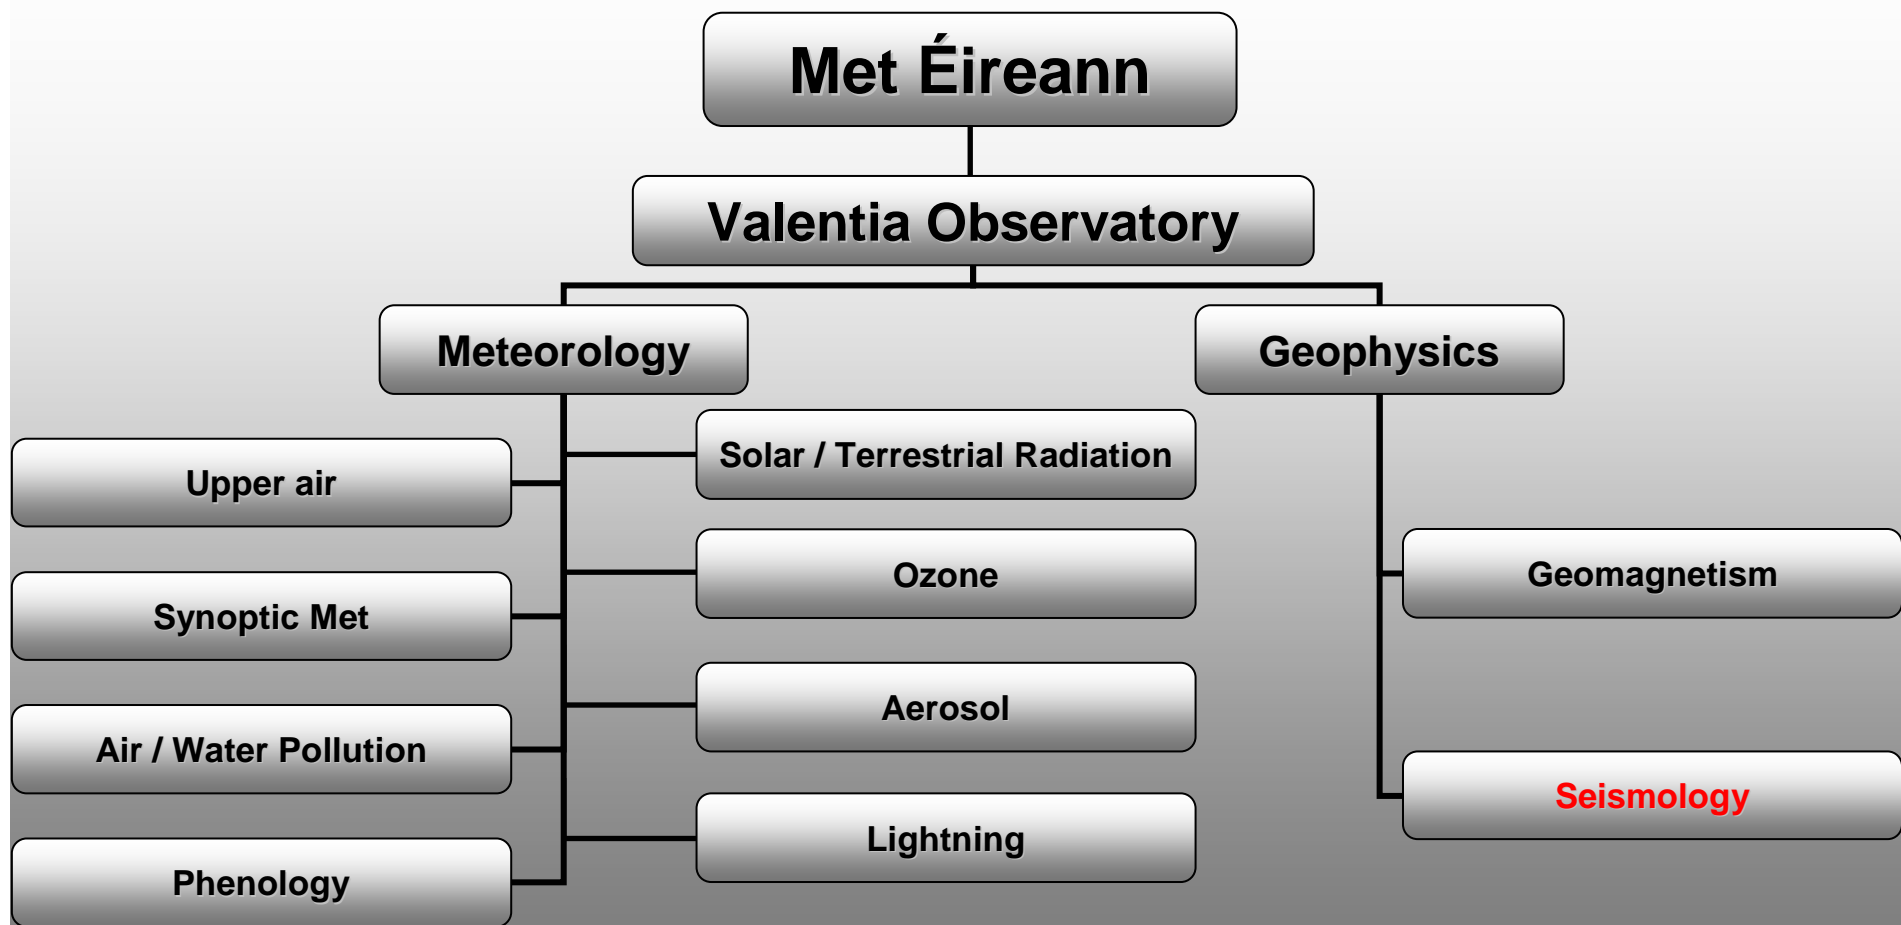 Met Éireann
Valentia Observatory
Meteorology
Geophysics
Upper air
Synoptic Met
Air / Water Pollution
Phenology
Solar / Terrestrial Radiation
Ozone
Aerosol
Lightning
Geomagnetism
Seismology